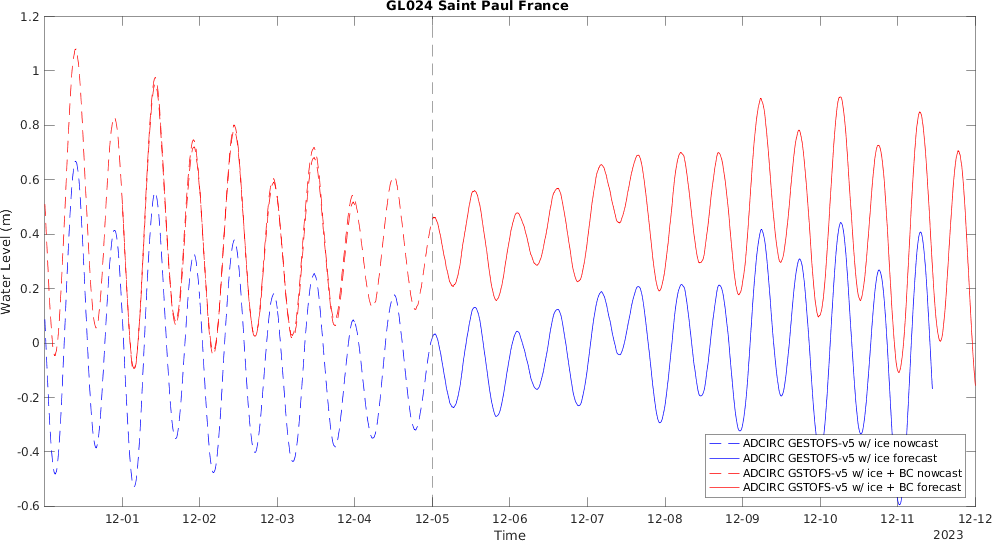 GL024 Saint Paul France
Water Level (m)
1.2
1
0.8
0.6
0.4
0.2
0
-0.2
-0.4
-0.6
ADCIRC GESTOFS-v5 w/ ice nowcast
ADCIRC GESTOFS-v5 w/ ice forecast
ADCIRC GSTOFS-v5 w/ ice + BC nowcast
ADCIRC GSTOFS-v5 w/ ice + BC forecast
12-01 12-02 12-03 12-04 12-05 12-06 12-07 12-08 12-09 12-10 12-11 12-12
Time
2023